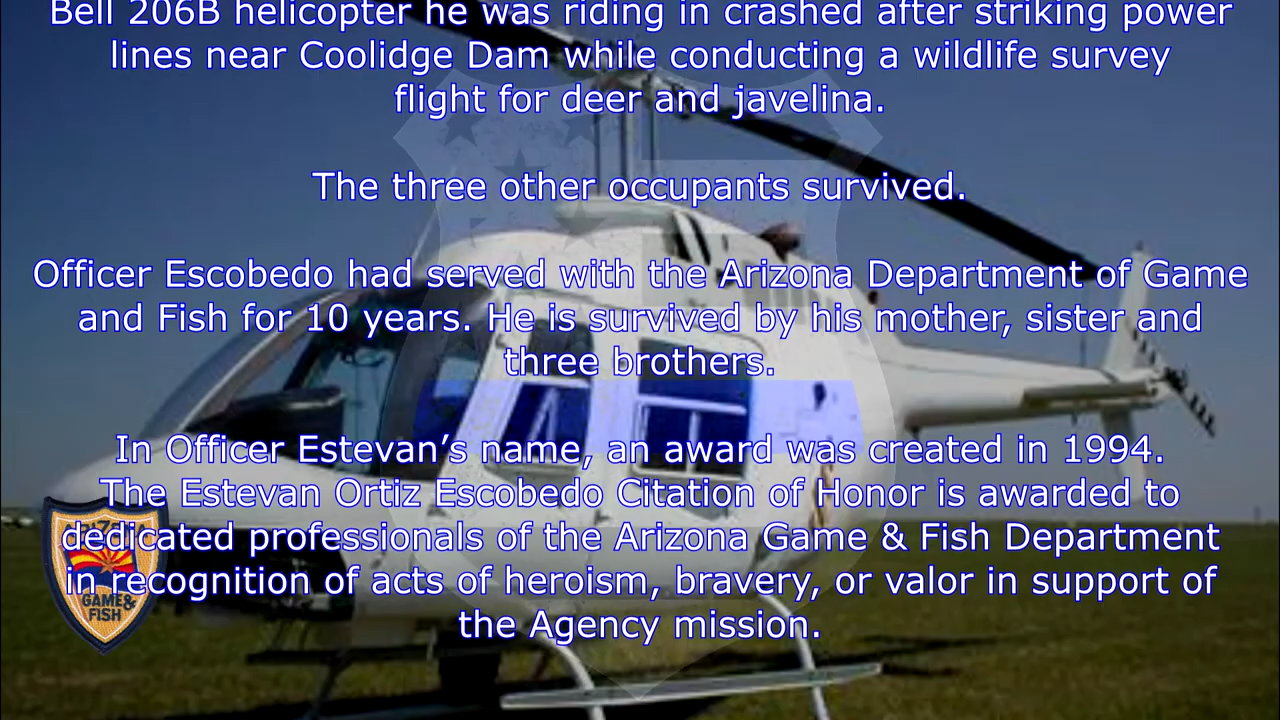 Bell 206B helicopter he was riding in crashed after striking power
lines near Coolidge Dam while conducting a wildlife survey
flight for deer and javelina.
The three other occupants survived.
Officer Escobedo had served with the Arizona Department of Game
and Fish for 10 years. He is survived by his mother, sister and
three brothers.
In Officer Estevan’s name, an award was created in 1994.
The Estevan Ortiz Escobedo Citation of Honor is awarded to
dedicated professionals of the Arizona Game & Fish Department
in recognition of acts of heroism, bravery, or valor in support of
the Agency mission.
GAME&
FISH